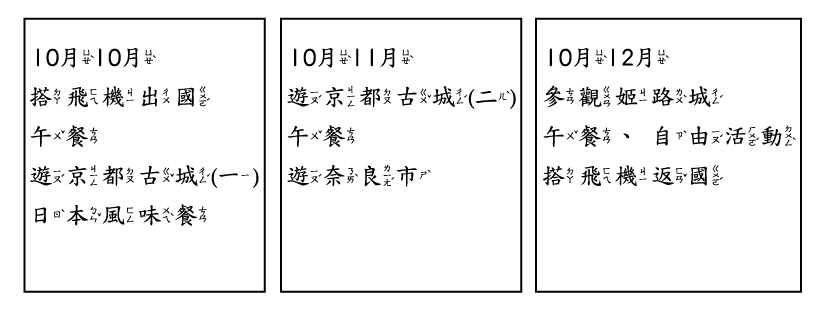 10月10月
搭飛機出國
午餐
遊京都古城(一)
日本風味餐
10月11月
遊京都古城(二)
午餐
遊奈良市
10月12月
參觀姬路城
午餐、自由活動
搭飛機返國